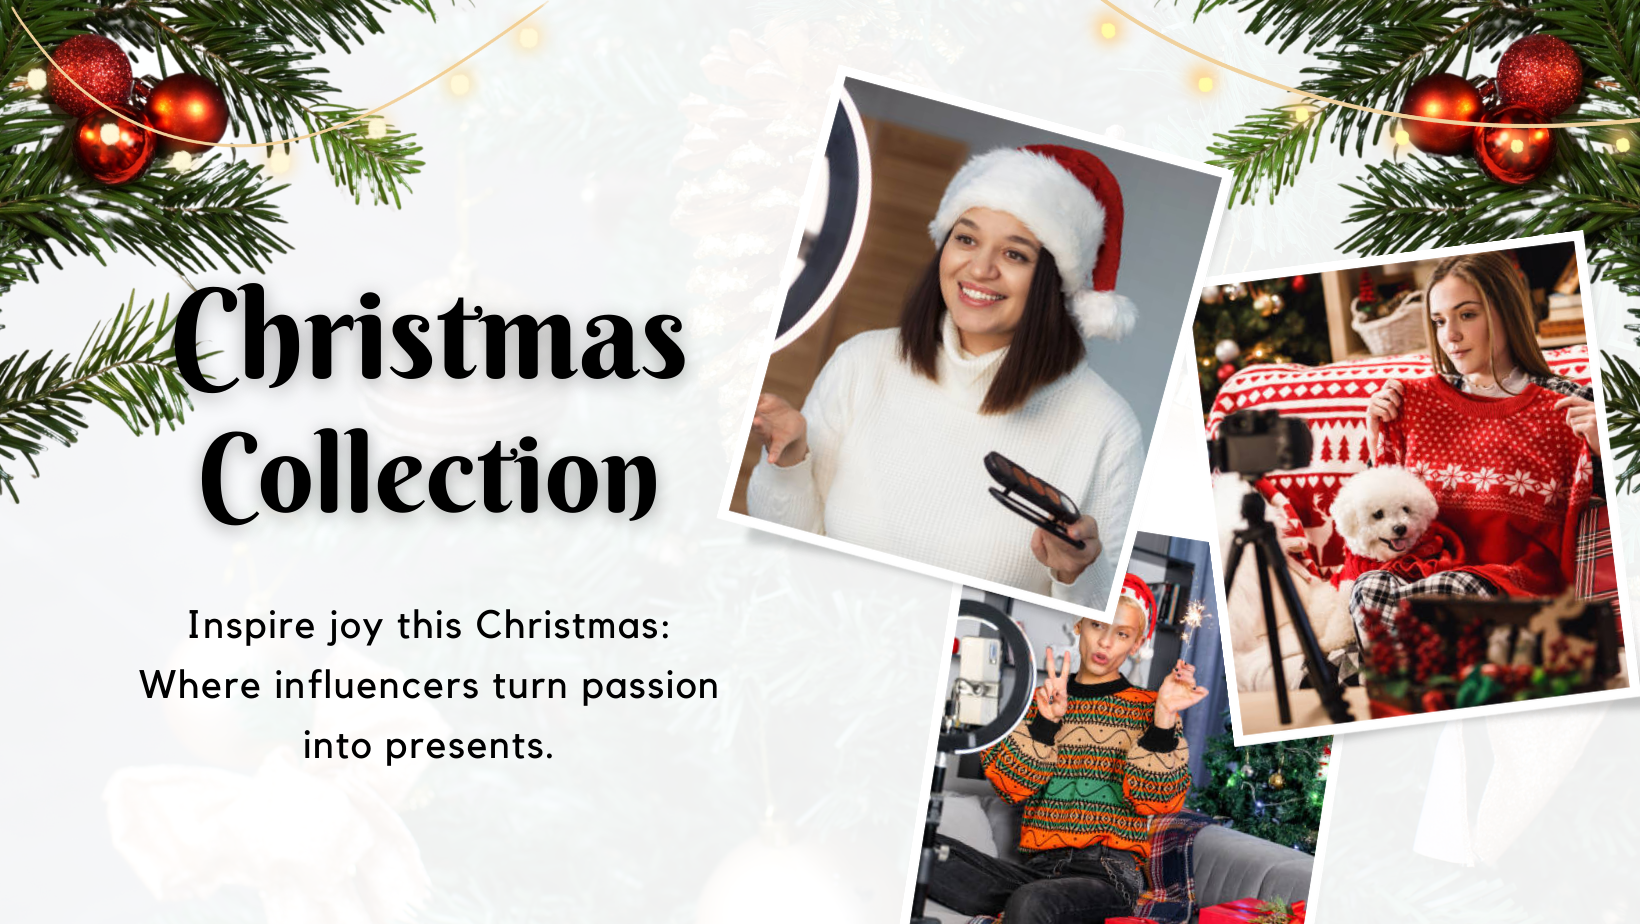 Christmas
Collection
Inspire joy this Christmas:
Where influencers turn passion
into presents.